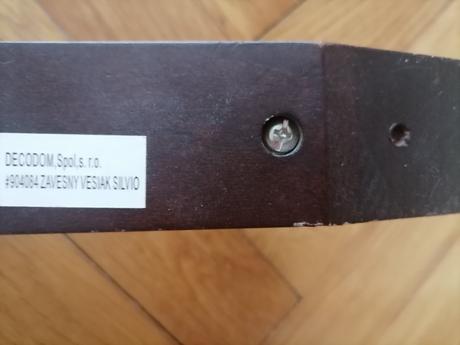 DECODOM,Spol,s. r.o.
#904084 ZAVESNY VESIAK SILVIO